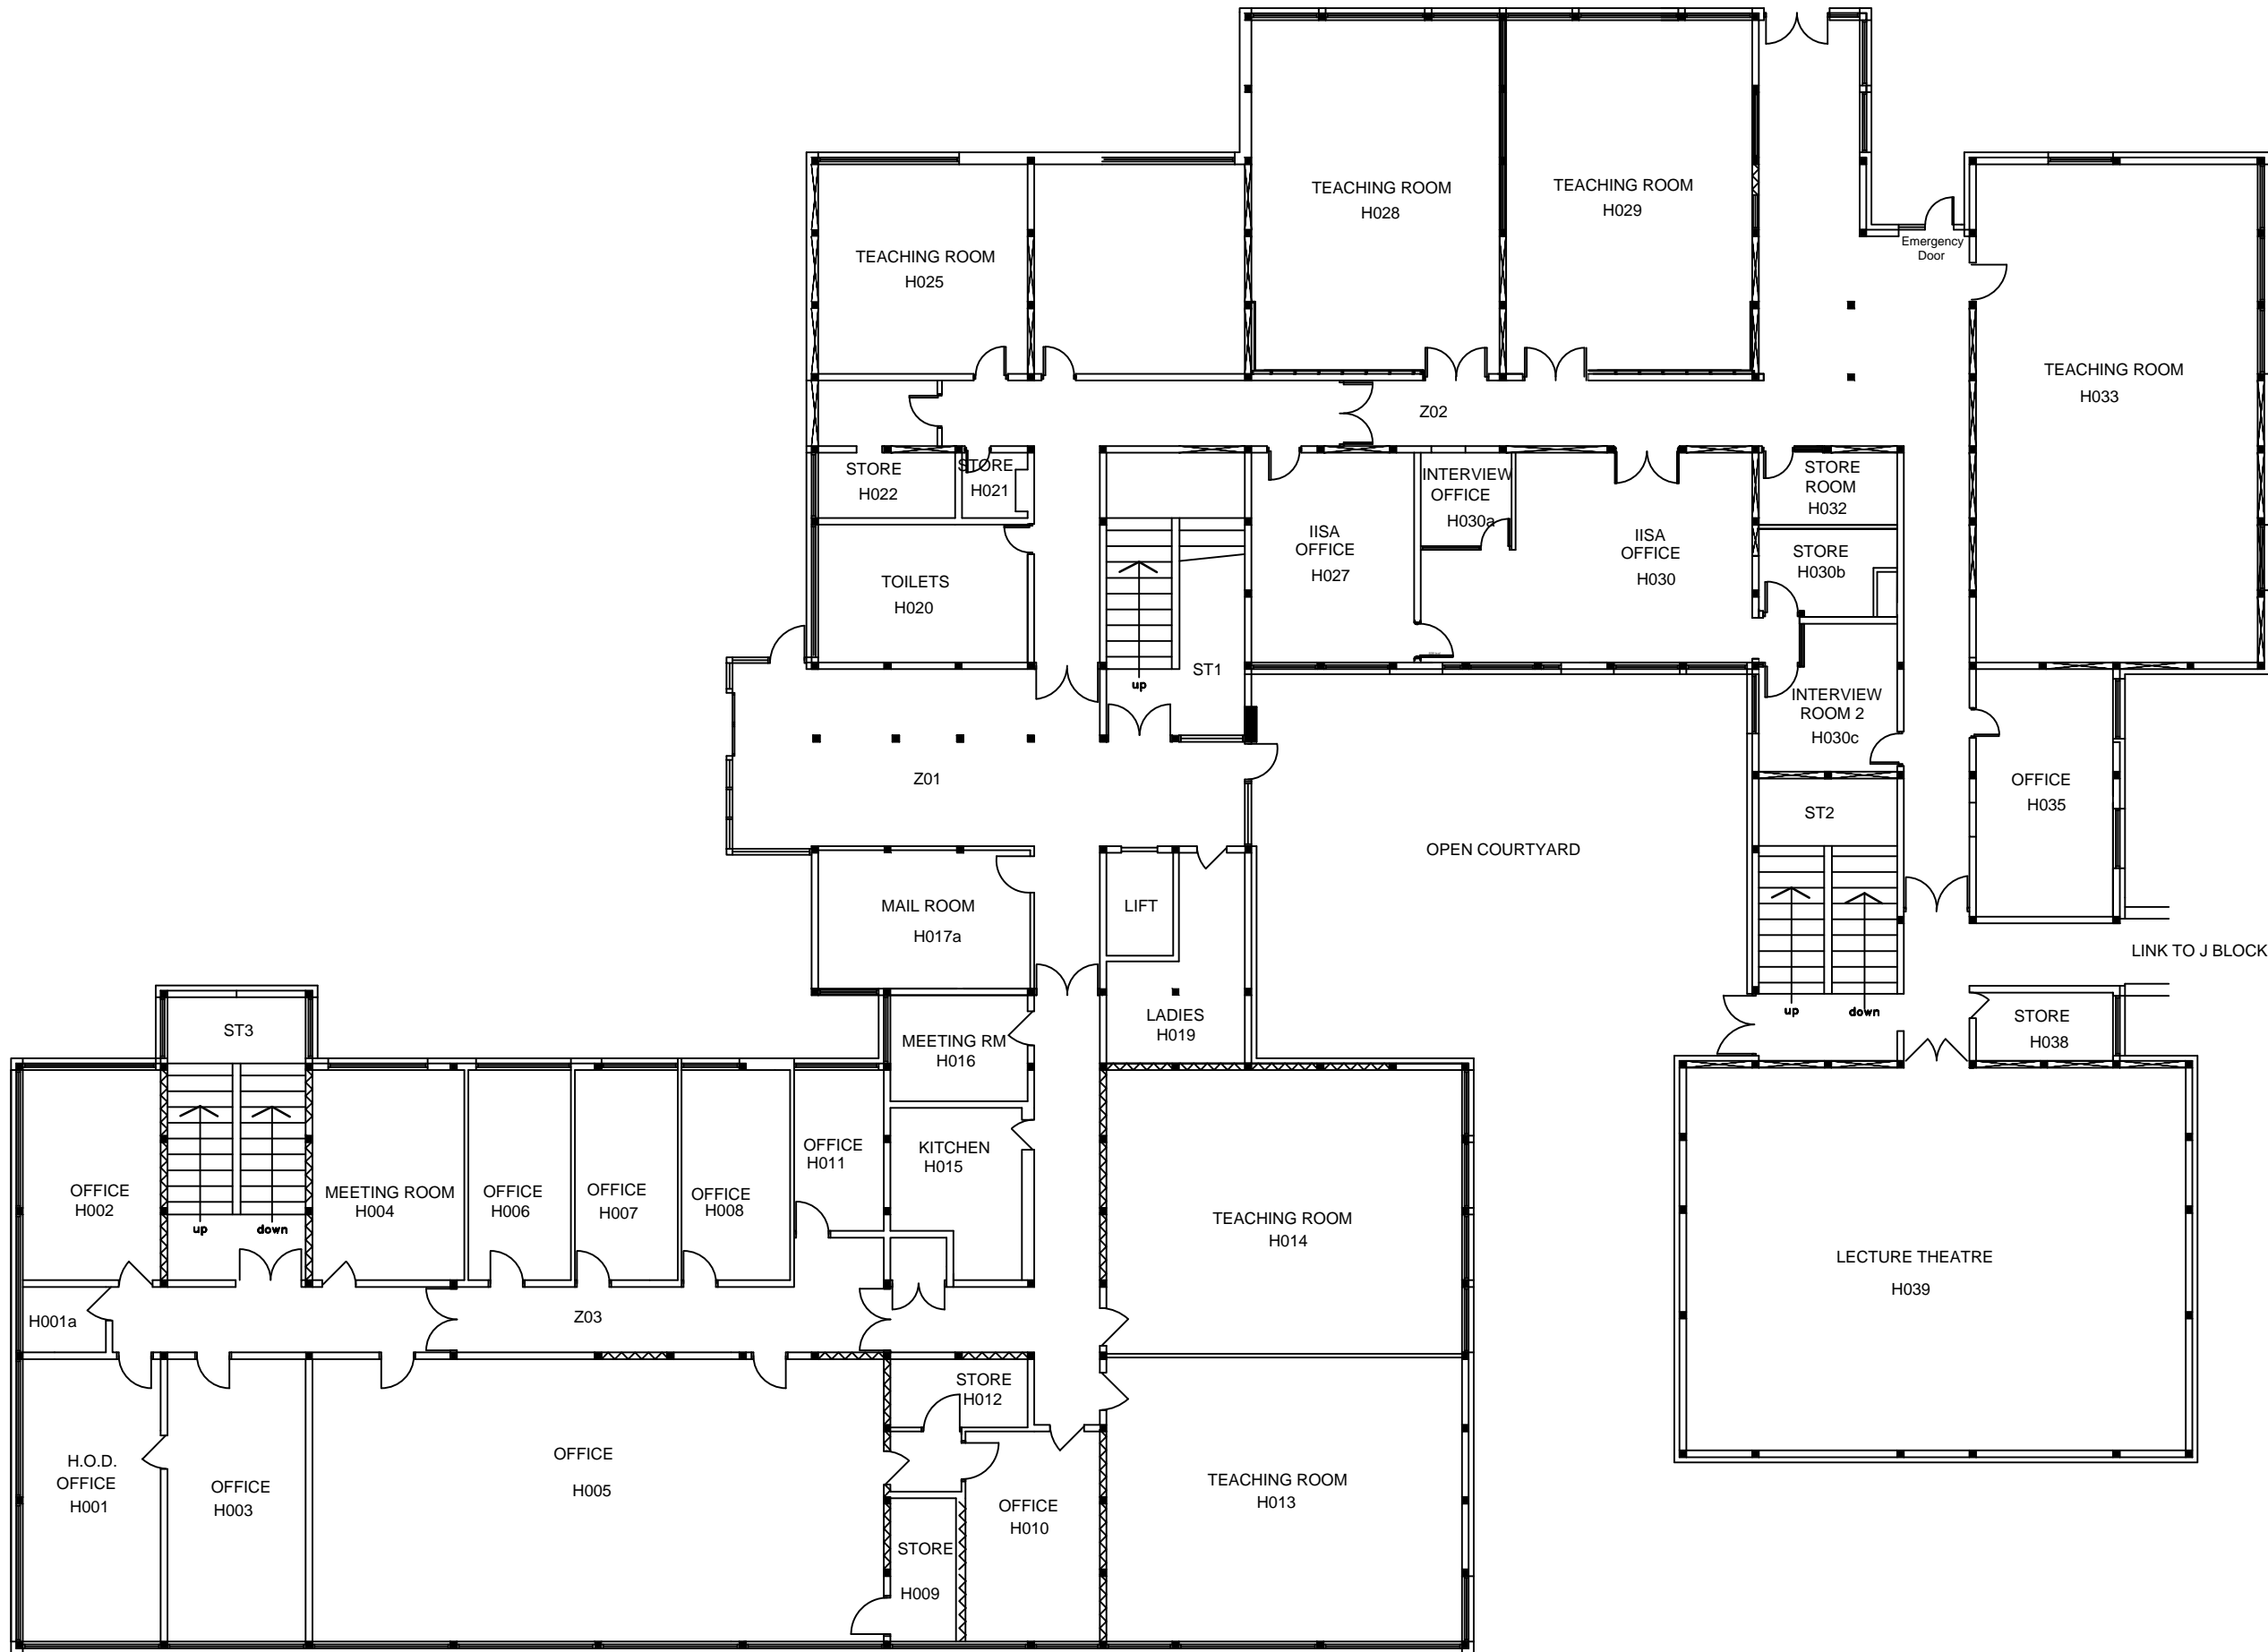 TEACHING ROOM
H028
TEACHING ROOM
H029
TEACHING ROOM
H025
Emergency
Door
TEACHING ROOM
H033
Z02
STORE
H022
STORE
H021
INTERVIEW
OFFICE
H030a
STORE
ROOM
H032
IISA
OFFICE
H027
IISA
OFFICE
H030
STORE
H030b
TOILETS
H020
up
ST1
INTERVIEW
ROOM 2
H030c
Z01
OFFICE
H035
ST2
OPEN COURTYARD
MAIL ROOM
H017a
LIFT
LINK TO J BLOCK
up
down
LADIES
H019
STORE
H038
ST3
MEETING RM
H016
OFFICE
H002
up
down
MEETING ROOM
H004
OFFICE
H006
OFFICE
H007
OFFICE
H008
OFFICE
H011
KITCHEN
H015
TEACHING ROOM
H014
LECTURE THEATRE
H039
H001a
Z03
STORE
H012
H.O.D.
OFFICE
H001
OFFICE
H003
OFFICE
H005
OFFICE
H010
TEACHING ROOM
H013
STORE
H009